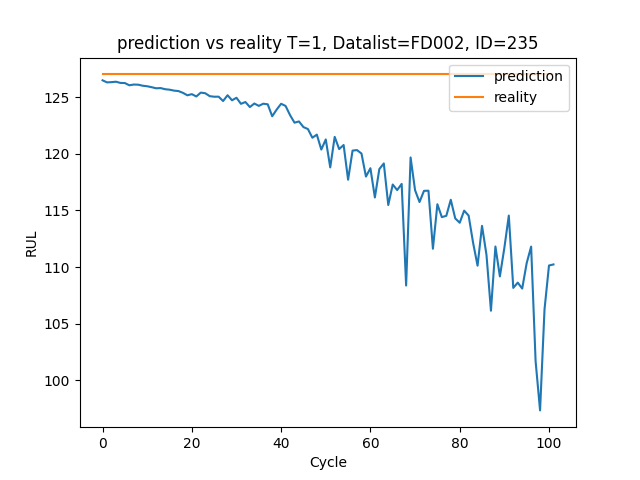 prediction vs reality T=1, Datalist=FD002, ID=235
prediction
reality
125
120
115
110
105
100
RUL
0 20 40 60 80 100
Cycle